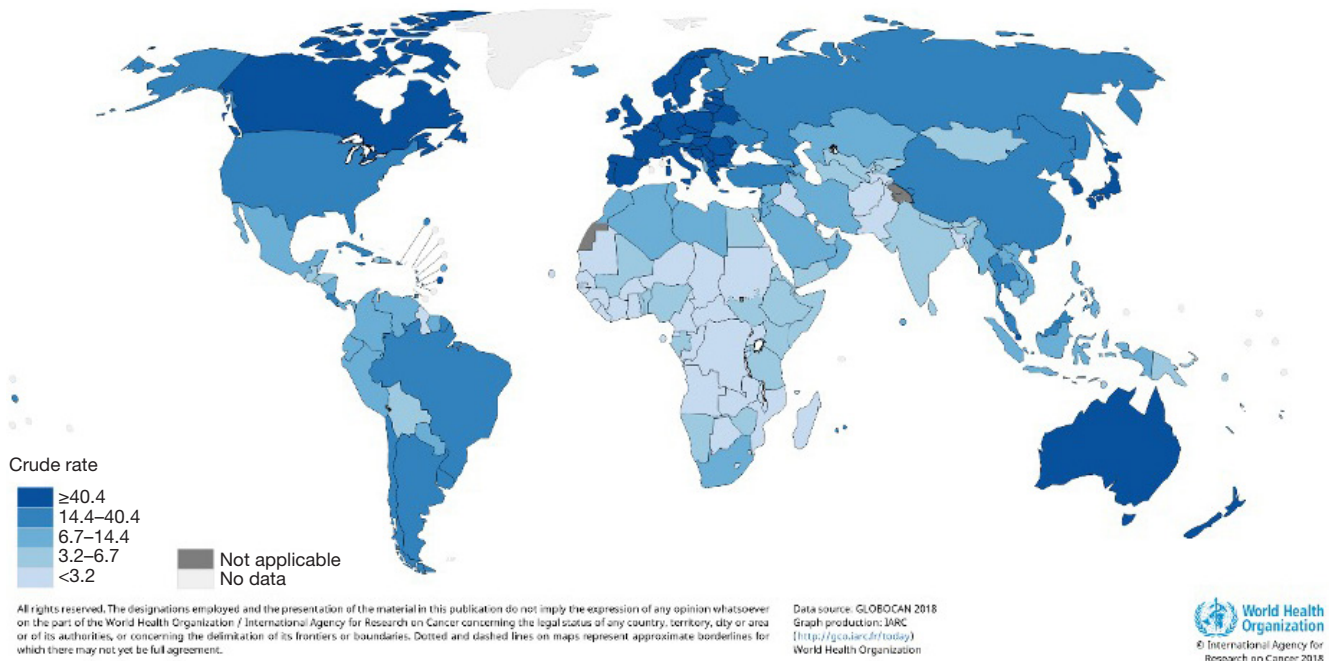 Crude rate
≥40.4
14.4–40.4
6.7–14.4
3.2–6.7
<3.2
Not applicable
No data
All rights reserved. The designations employed and the presentation of the material in this publication do not imply the expression of any opinion whatsoever
on the part of the World Health Organization / International Agency for Research on Cancer concerning the legal status of any country, territory, city or area
or of its authorities, or concerning the delimitation of its frontiers or boundaries. Dotted and dashed lines on maps represent approximate borderlines for
which there may not yet be full agreement.
Data source: GLOBOCAN 2018
Graph production: IARC
(http://gco.iarc.fr/today)
World Health Organization
World Health
Organization
© International Agency for
Research on Cancer 2018